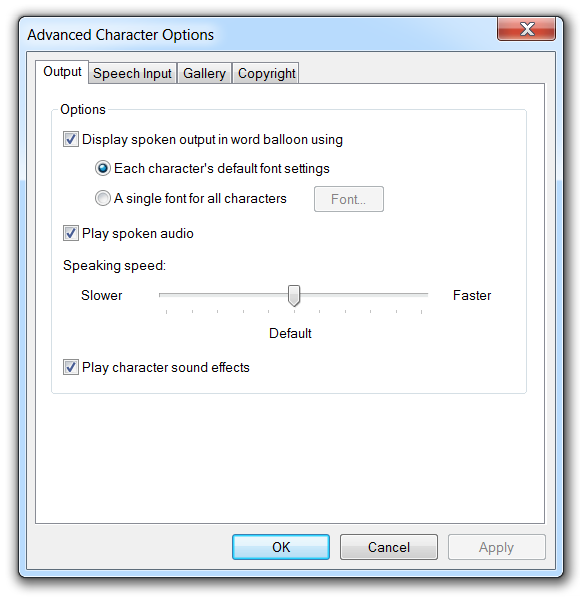 Advanced Character Options
Output Speech Input Gallery Copyright
Options
Display spoken output in word balloon using
Each character's default font settings
A single font for all characters Font...
Play spoken audio
Speaking speed:
Slower Faster
Default
Play character sound effects
OK Cancel Apply